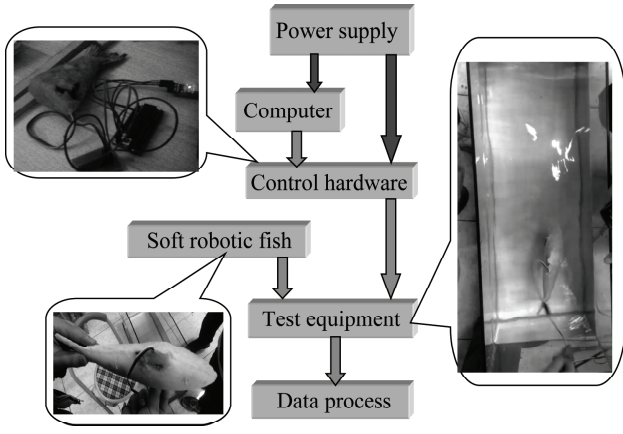 Power supply
Computer
Control hardware
Soft robotic fish
Test equipment
Data process